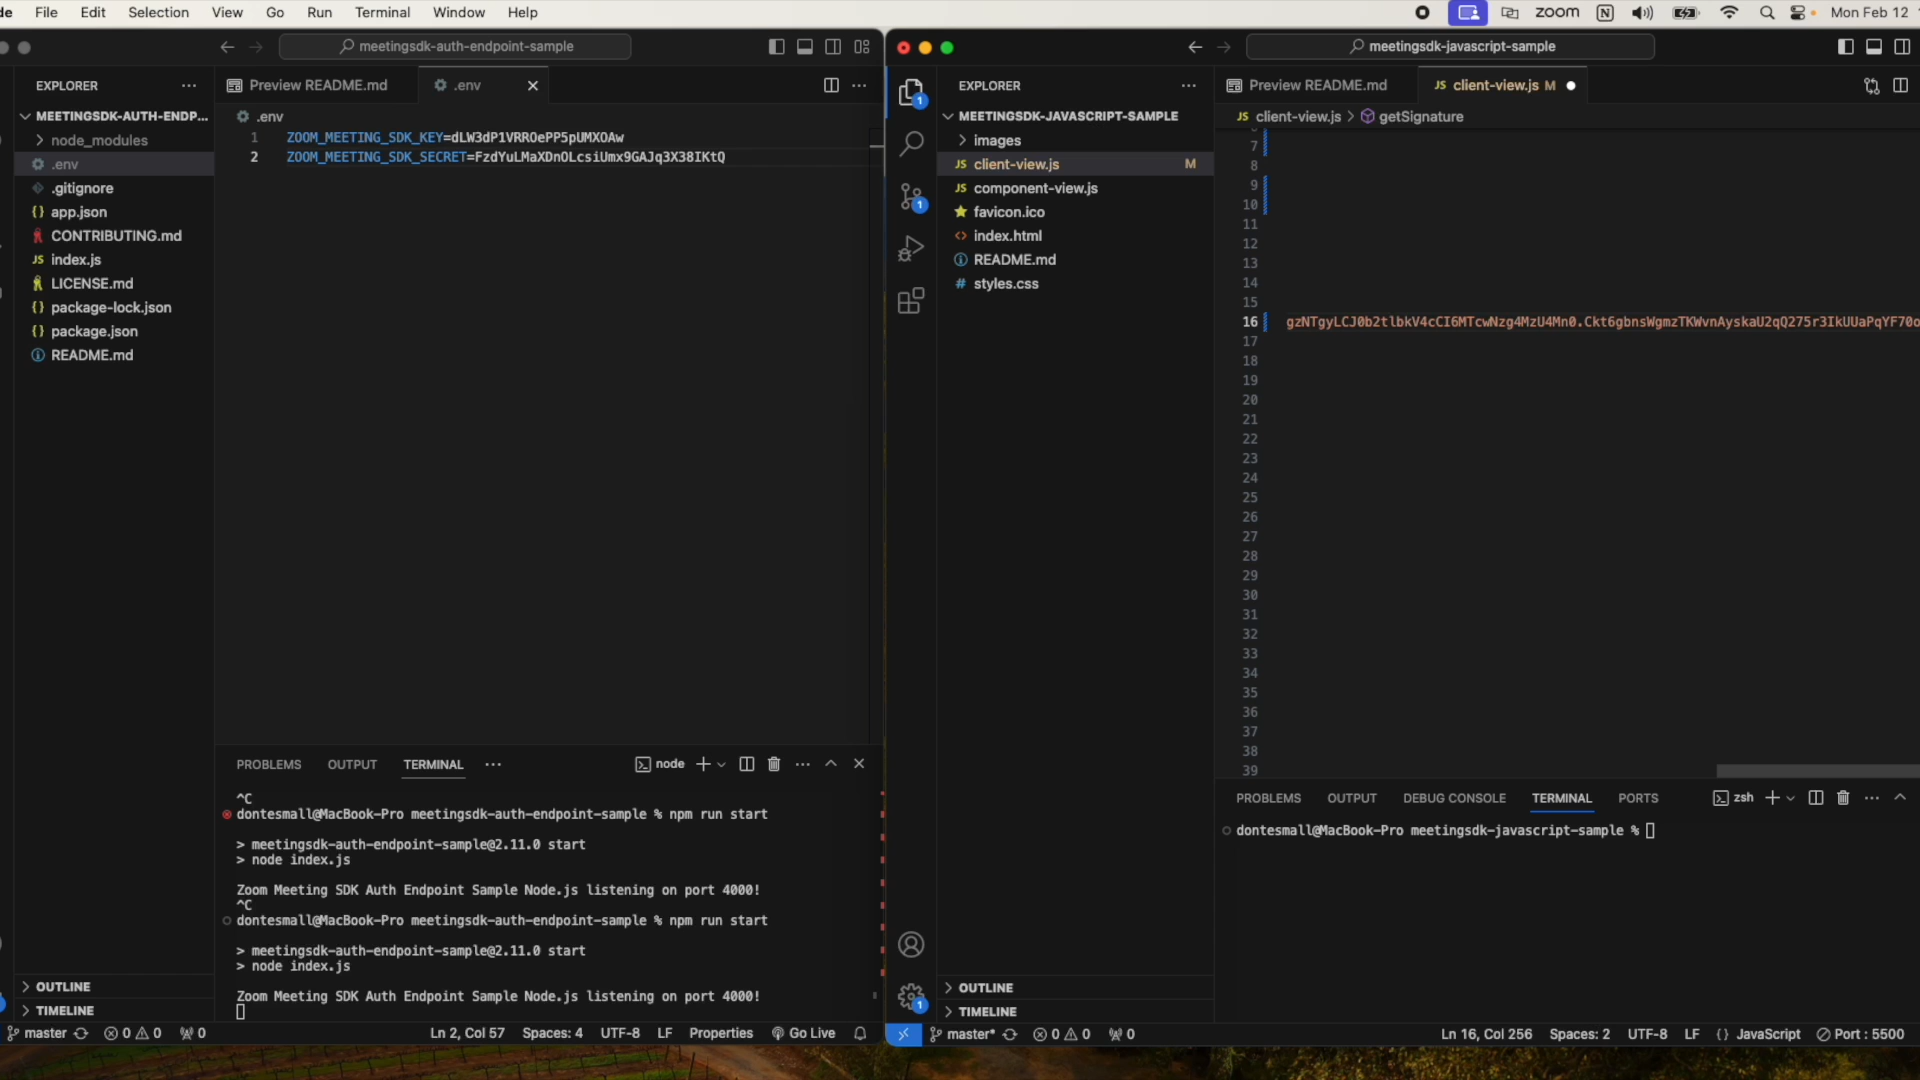 de File Edit Selection View Go Run Terminal Window Help
zoom Mon Feb 12
meetingsdk-auth-endpoint-sample
EXPLORER
MEETINGSDK-AUTH-ENDP...
node_modules
.env
.gitignore
app.json
CONTRIBUTING.md
JS index.js
LICENSE.md
package-lock.json
package.json
README.md
OUTLINE
TIMELINE
Preview README.md
.env
.env
1 ZOOM_MEETING_SDK_KEY=dLW3dP1VRROePP5pUMXOAw
2 ZOOM_MEETING_SDK_SECRET=FzdYuLMaXDnOLcsiUmx9GAJq3X38IKtQ
PROBLEMS OUTPUT TERMINAL node
^C
dontesmall@MacBook-Pro meetingsdk-auth-endpoint-sample % npm run start
> meetingsdk-auth-endpoint-sample@2.11.0 start
> node index.js
Zoom Meeting SDK Auth Endpoint Sample Node.js listening on port 4000!
^C
dontesmall@MacBook-Pro meetingsdk-auth-endpoint-sample % npm run start
> meetingsdk-auth-endpoint-sample@2.11.0 start
> node index.js
Zoom Meeting SDK Auth Endpoint Sample Node.js listening on port 4000!
master 0 0 0 Ln 2, Col 57 Spaces: 4 UTF-8 LF Properties Go Live
meetingsdk-javascript-sample
1
1
1
EXPLORER
MEETINGSDK-JAVASCRIPT-SAMPLE
images
JS client-view.js M
JS component-view.js
favicon.ico
index.html
README.md
# styles.css
OUTLINE
TIMELINE
Preview README.md
JS client-view.js M
JS client-view.js > getSignature
7
8
9
10
11
12
13
14
15
16 gzNTgyLCJ0b2tlbkV4cCI6MTcwNzg4MzU4Mn0.Ckt6gbnsWgmzTKWvnAyskaU2qQ275r3IkUUaPqYF70o
17
18
19
20
21
22
23
24
25
26
27
28
29
30
31
32
33
34
35
36
37
38
39
PROBLEMS OUTPUT DEBUG CONSOLE TERMINAL PORTS zsh
dontesmall@MacBook-Pro meetingsdk-javascript-sample %
master* 0 0 0 Ln 16, Col 256 Spaces: 2 UTF-8 LF {} JavaScript Port : 5500